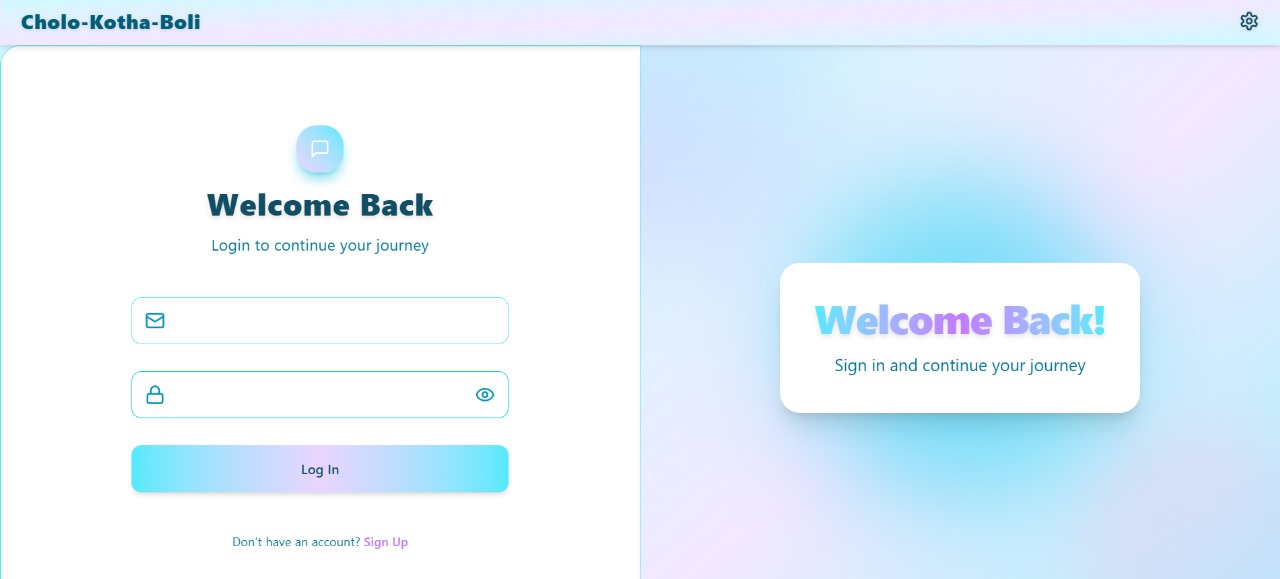 Cholo-Kotha-Boli
Welcome Back
Login to continue your journey
Log In
Don't have an account? Sign Up
Welcome Back!
Sign in and continue your journey